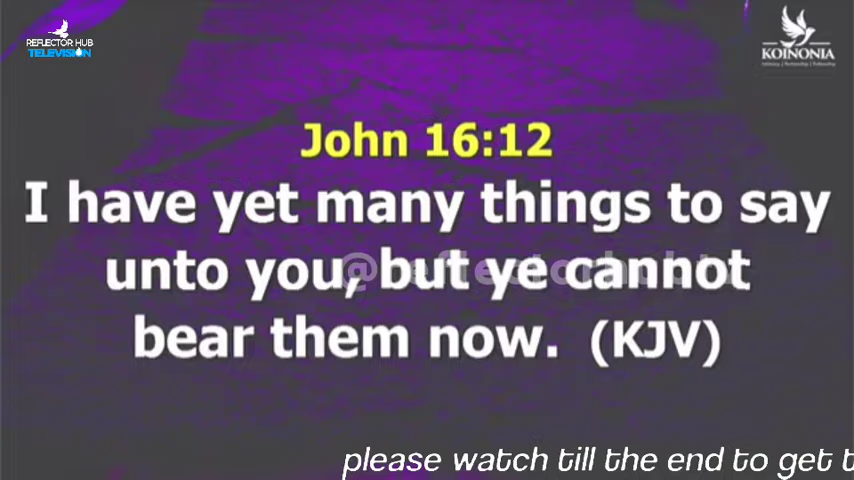 REFLECTOR HUB
TELEVISION
KOINONIA
John 16:12
I have yet many things to say
unto you, but ye cannot
bear them now. (KJV)
@reflectorhubtv
please watch till the end to get t